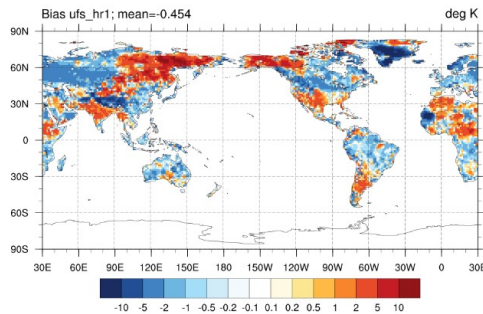 Bias ufs_hr1; mean=-0.454 deg K
90N
60N
30N
0
30S
60S
90S
30E 60E 90E 120E 150E 180 150W 120W 90W 60W 30W 0 30E
-10 -5 -2 -1 -0.5 -0.2 -0.1 0.1 0.2 0.5 1 2 5 10